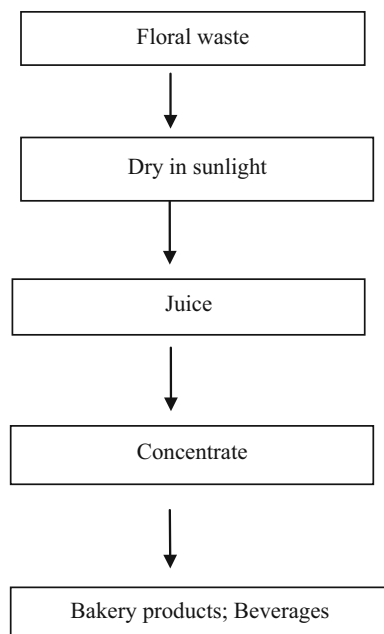 Floral waste
Dry in sunlight
Juice
Concentrate
Bakery products; Beverages